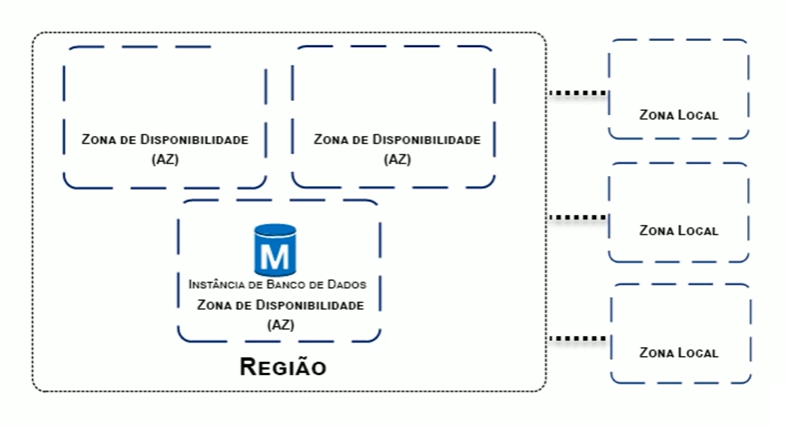 Zona de Disponibilidade
(AZ)
Zona de Disponibilidade
(AZ)
M
Instância de Banco de Dados
Zona de Disponibilidade
(AZ)
Região
Zona Local
Zona Local
Zona Local